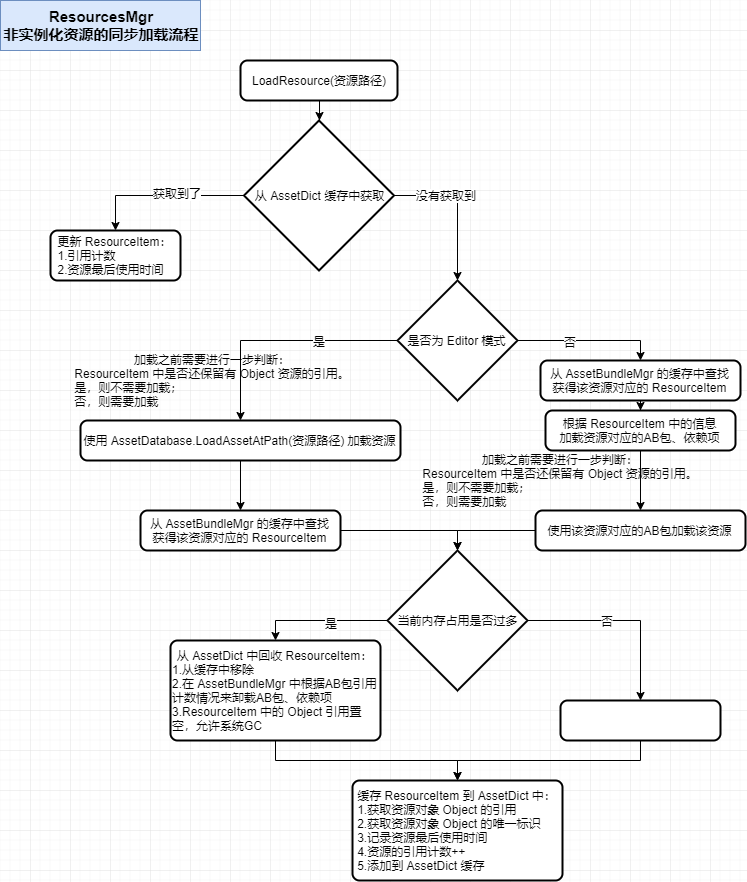 ResourcesMgr
非实例化资源的同步加载流程
LoadResource(资源路径)
从 AssetDict 缓存中获取
获取到了
没有获取到
更新 ResourceItem：
1.引用计数
2.资源最后使用时间
是否为 Editor 模式
是
否
加载之前需要进行一步判断：
ResourceItem 中是否还保留有 Object 资源的引用。
是，则不需要加载；
否，则需要加载
从 AssetBundleMgr 的缓存中查找
获得该资源对应的 ResourceItem
根据 ResourceItem 中的信息
加载资源对应的AB包、依赖项
使用 AssetDatabase.LoadAssetAtPath(资源路径) 加载资源
加载之前需要进行一步判断：
ResourceItem 中是否还保留有 Object 资源的引用。
是，则不需要加载；
否，则需要加载
从 AssetBundleMgr 的缓存中查找
获得该资源对应的 ResourceItem
使用该资源对应的AB包加载该资源
当前内存占用是否过多
是
否
从 AssetDict 中回收 ResourceItem：
1.从缓存中移除
2.在 AssetBundleMgr 中根据AB包引用
计数情况来卸载AB包、依赖项
3.ResourceItem 中的 Object 引用置
空，允许系统GC
缓存 ResourceItem 到 AssetDict 中：
1.获取资源对象 Object 的引用
2.获取资源对象 Object 的唯一标识
3.记录资源最后使用时间
4.资源的引用计数++
5.添加到 AssetDict 缓存